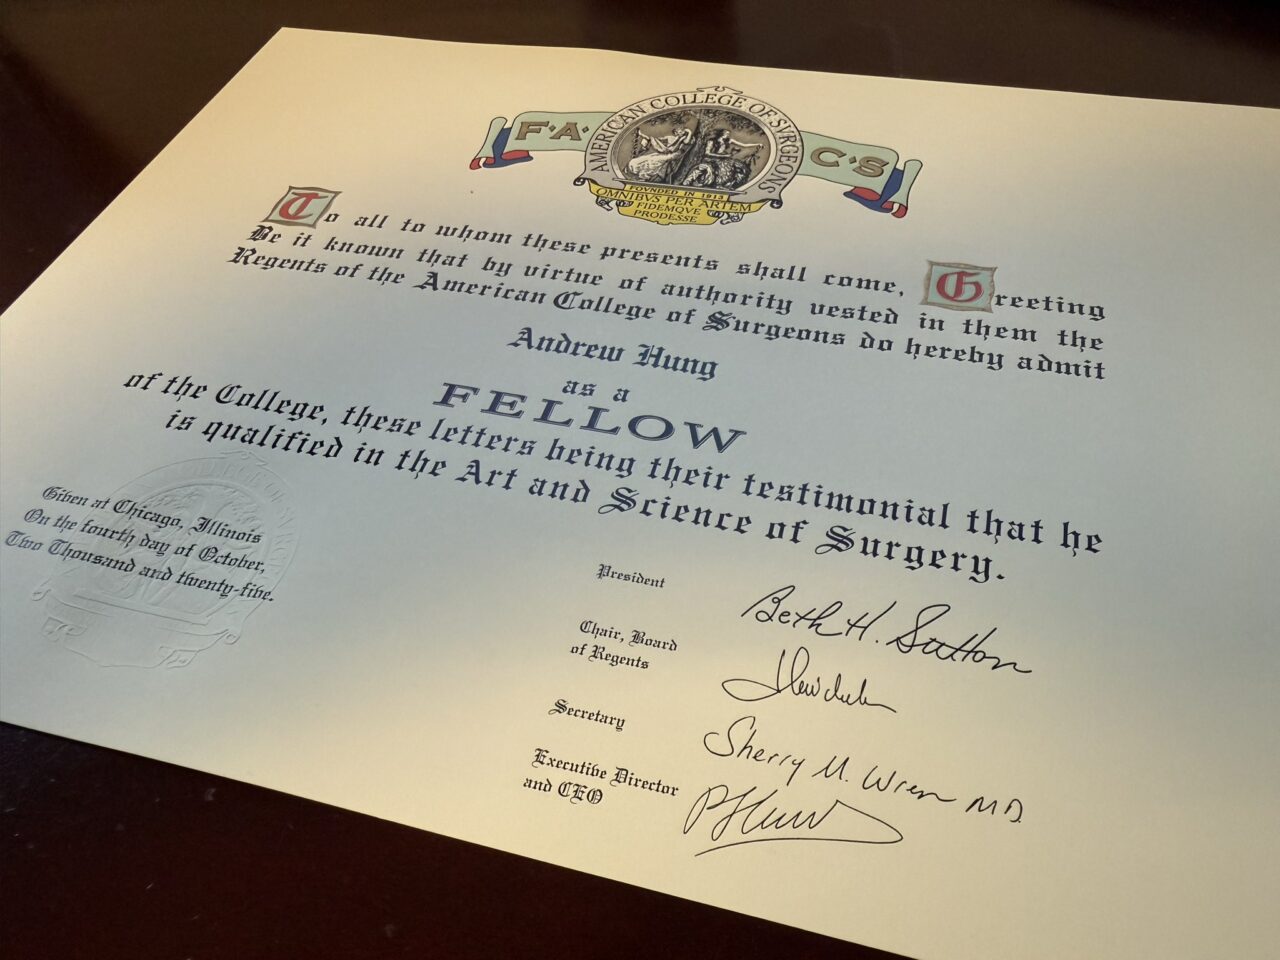 F·A·C·S
AMERICAN COLLEGE OF SVRGEONS
FOVNDED IN 1913
OMNIBVS PER ARTEM
FIDEMQVE
PRODESSE
To all to whom these presents shall come, Greeting
Be it known that by virtue of authority vested in them the
Regents of the American College of Surgeons do hereby admit
Andrew Hung
as a
FELLOW
of the College, these letters being their testimonial that he
is qualified in the Art and Science of Surgery.
Given at Chicago, Illinois
On the fourth day of October,
Two Thousand and twenty-five.
President
Beth H. Sutton
Chair, Board
of Regents
Secretary
Sherry M. Wren MD.
Executive Director
and CEO